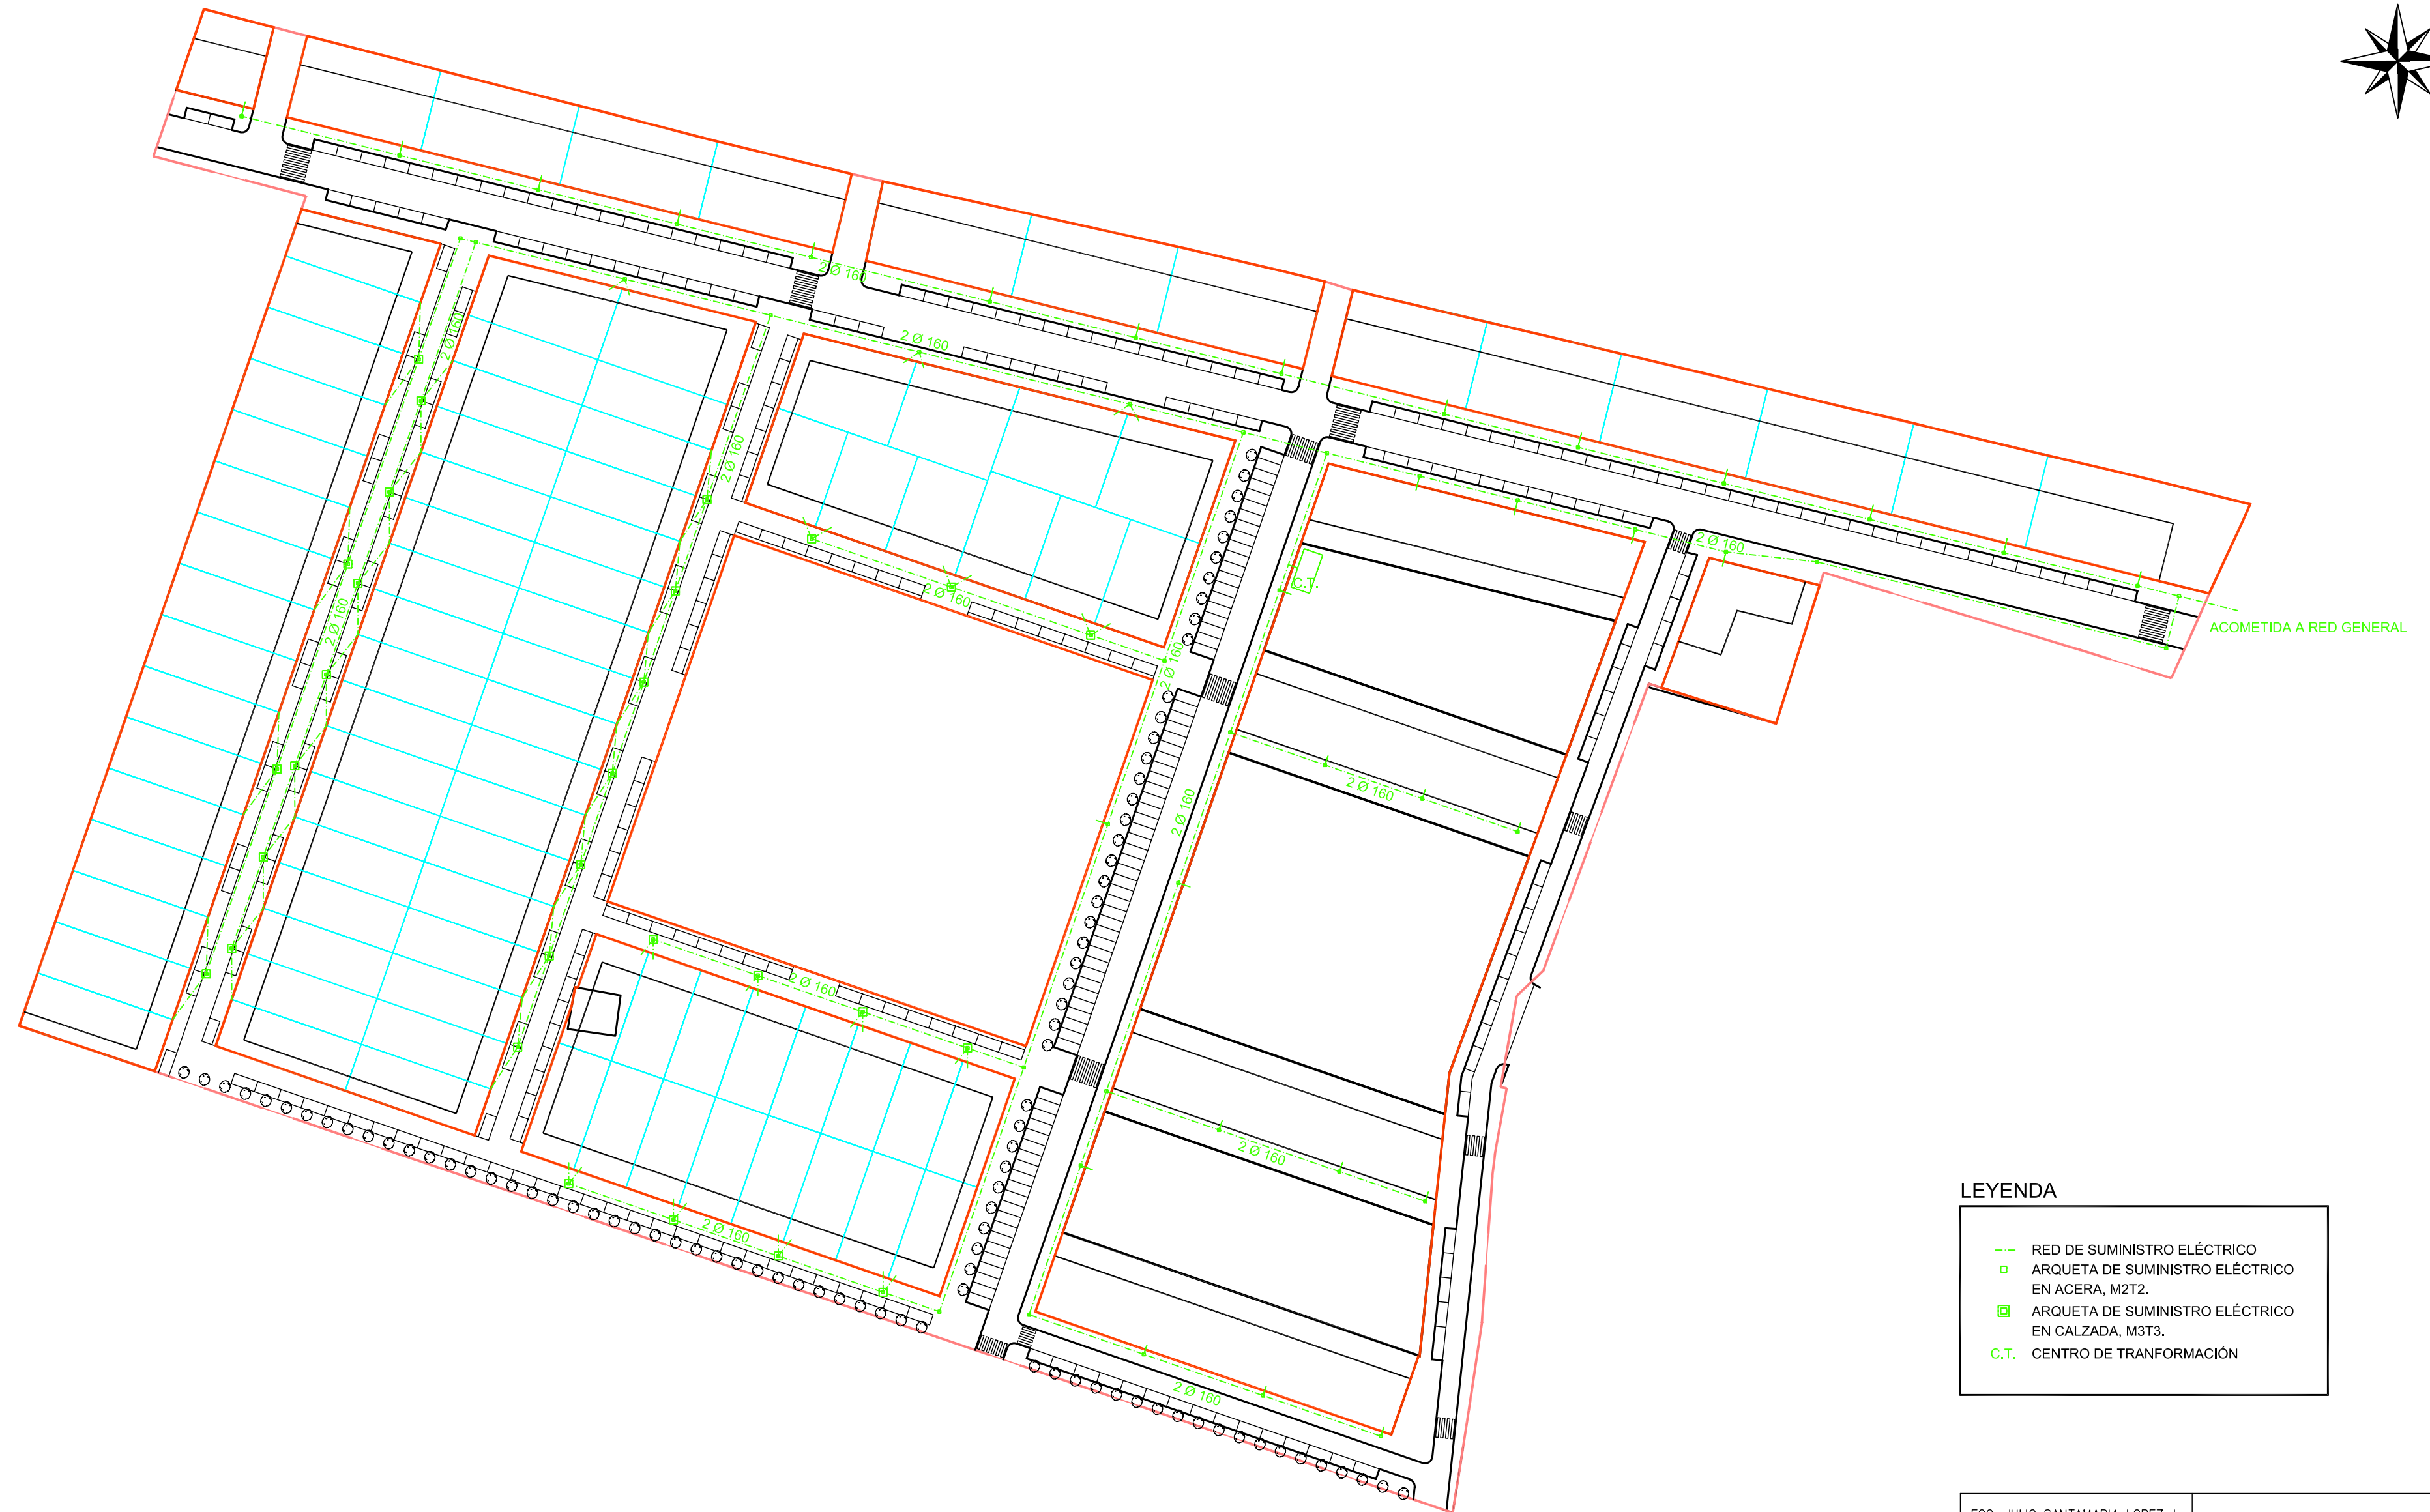 2 Ø 160
2 Ø 160
2 Ø 160
2 Ø 160
2 Ø 160
2 Ø 160
C.T.
2 Ø 160
2 Ø 160
ACOMETIDA A RED GENERAL
2 Ø 160
2 Ø 160
2 Ø 160
2 Ø 160
2 Ø 160
2 Ø 160
2 Ø 160
LEYENDA
RED DE SUMINISTRO ELÉCTRICO
ARQUETA DE SUMINISTRO ELÉCTRICO
EN ACERA, M2T2.
ARQUETA DE SUMINISTRO ELÉCTRICO
EN CALZADA, M3T3.
C.T. CENTRO DE TRANFORMACIÓN